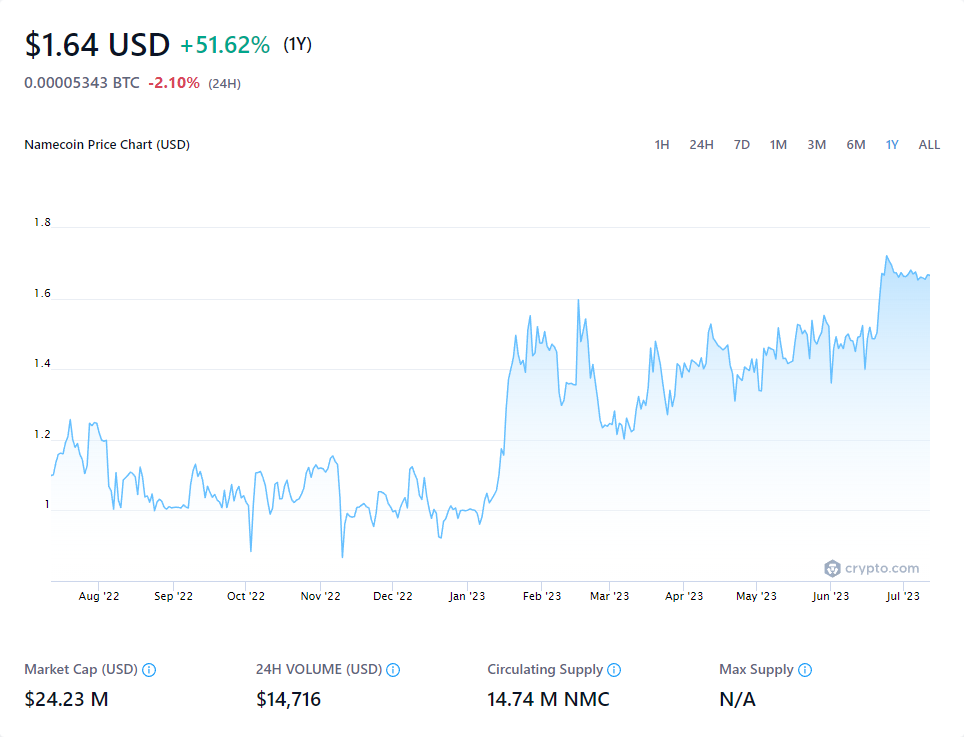 $1.64 USD +51.62% (1Y)
0.00005343 BTC -2.10% (24H)
Namecoin Price Chart (USD) 1H 24H 7D 1M 3M 6M 1Y ALL
1.8
1.6
1.4
1.2
1
crypto.com
Aug '22 Sep '22 Oct '22 Nov '22 Dec '22 Jan '23 Feb '23 Mar '23 Apr '23 May '23 Jun '23 Jul '23
Market Cap (USD) 24H VOLUME (USD) Circulating Supply Max Supply
$24.23 M $14,716 14.74 M NMC N/A